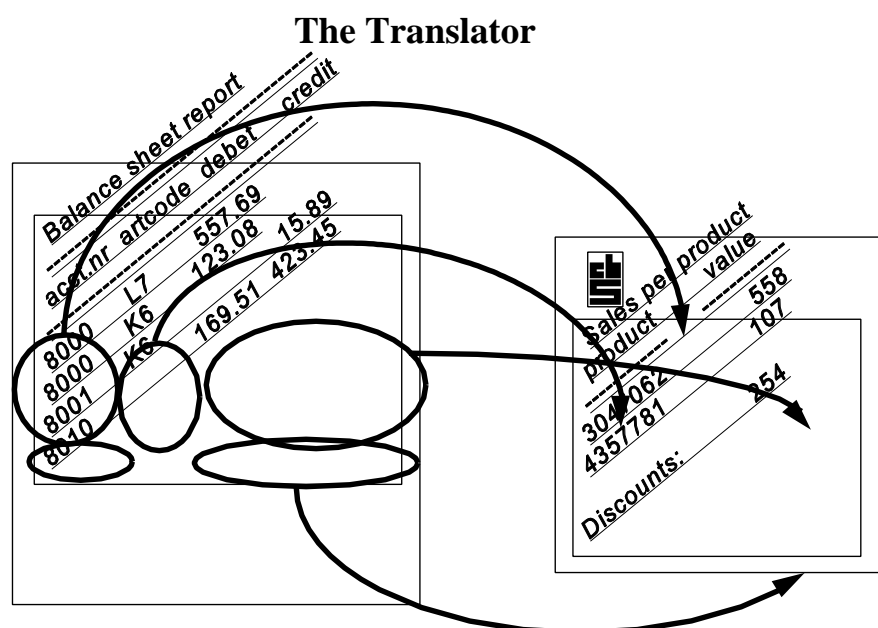 The Translator
Balance sheet report
acct.nr artcode debet credit
8000 L7 557.69
8000 K6 123.08
8001 K6 15.89
8010 169.51 423.45
cbs
Sales per product
product value
558
4357781 107
Discounts: 254